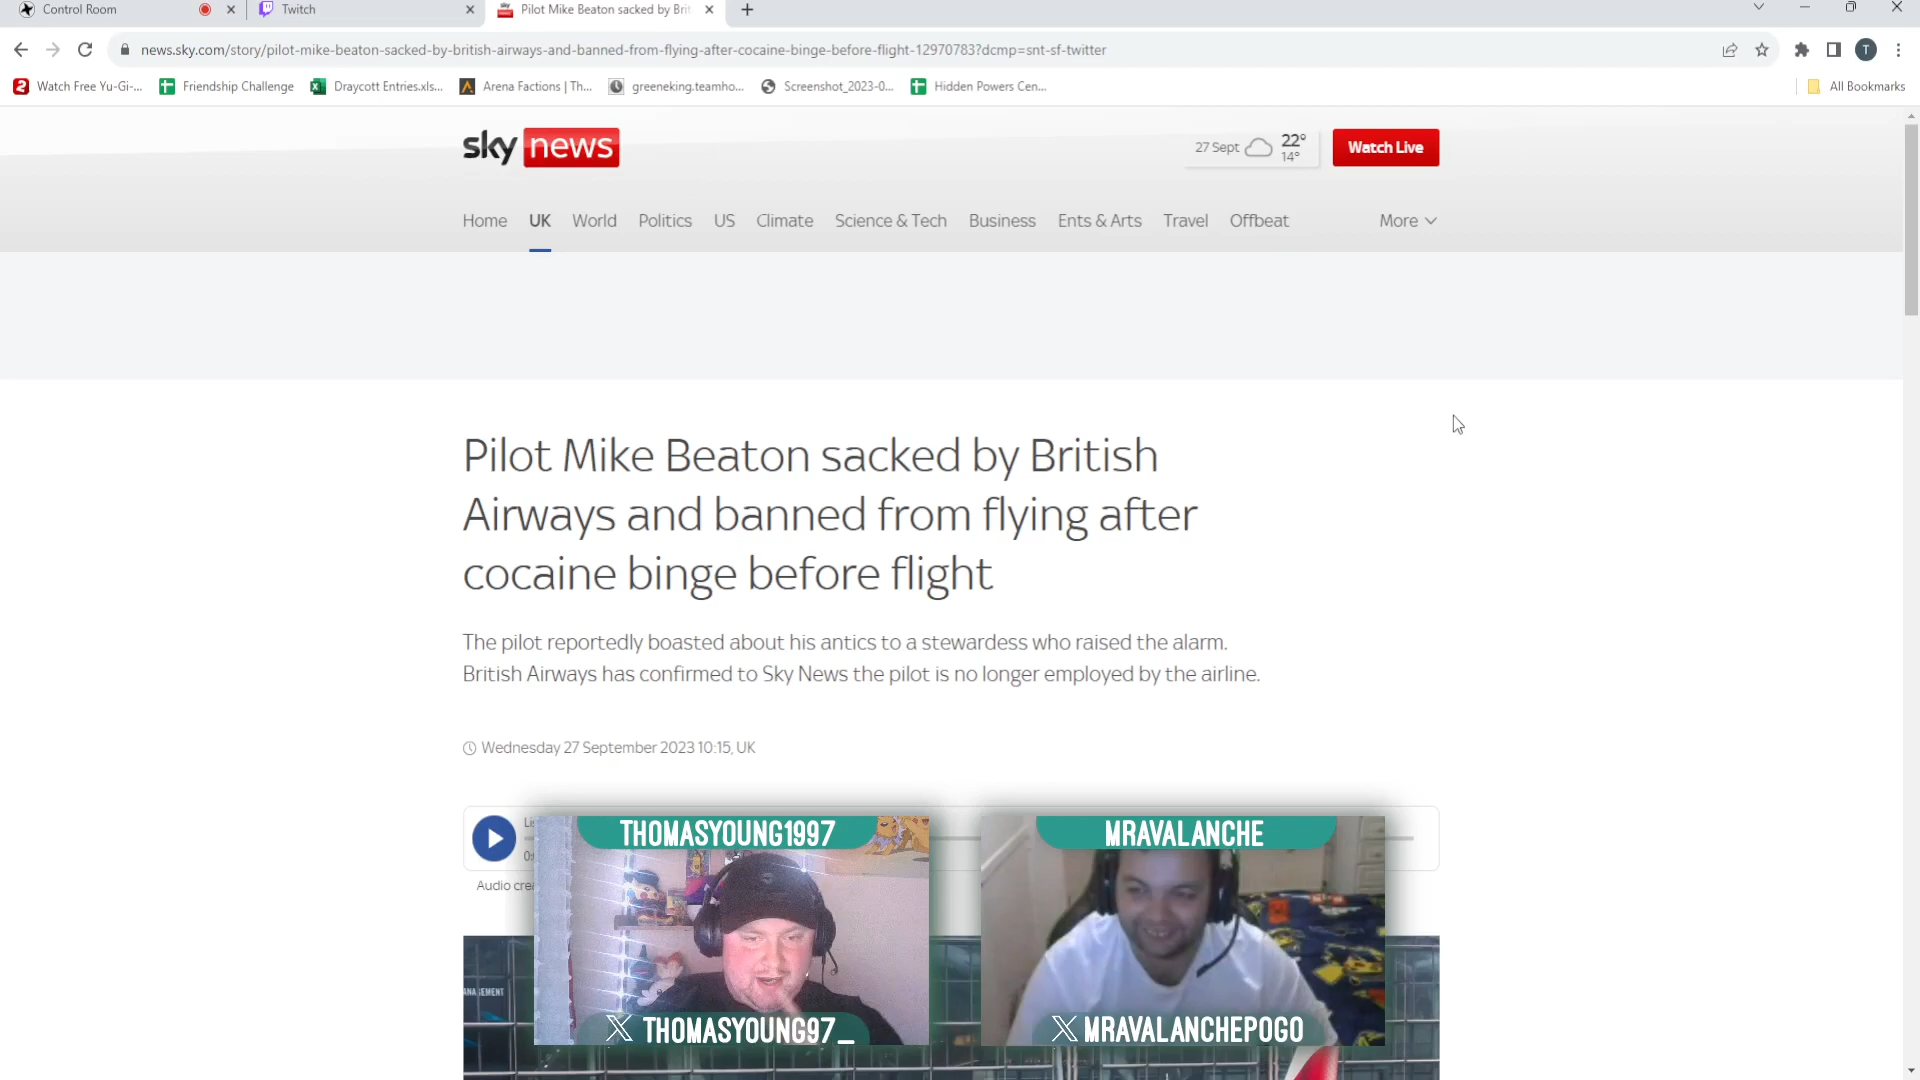 Control Room
Twitch
Pilot Mike Beaton sacked by Bri
news.sky.com/story/pilot-mike-beaton-sacked-by-british-airways-and-banned-from-flying-after-cocaine-binge-before-flight-12970783?dcmp=snt-sf-twitter
T
Watch Free Yu-Gi-...
Friendship Challenge
Draycott Entries.xls...
Arena Factions | Th...
greeneking.teamho...
Screenshot_2023-0...
Hidden Powers Cen...
All Bookmarks
sky news
27 Sept
22°
14°
Watch Live
Home UK World Politics US Climate Science & Tech Business Ents & Arts Travel Offbeat More
Pilot Mike Beaton sacked by British
Airways and banned from flying after
cocaine binge before flight
The pilot reportedly boasted about his antics to a stewardess who raised the alarm.
British Airways has confirmed to Sky News the pilot is no longer employed by the airline.
Wednesday 27 September 2023 10:15, UK
THOMASYOUNG1997
MRAVALANCHE
Audio
THOMASYOUNG97_
MRAVALANCHEPOGO